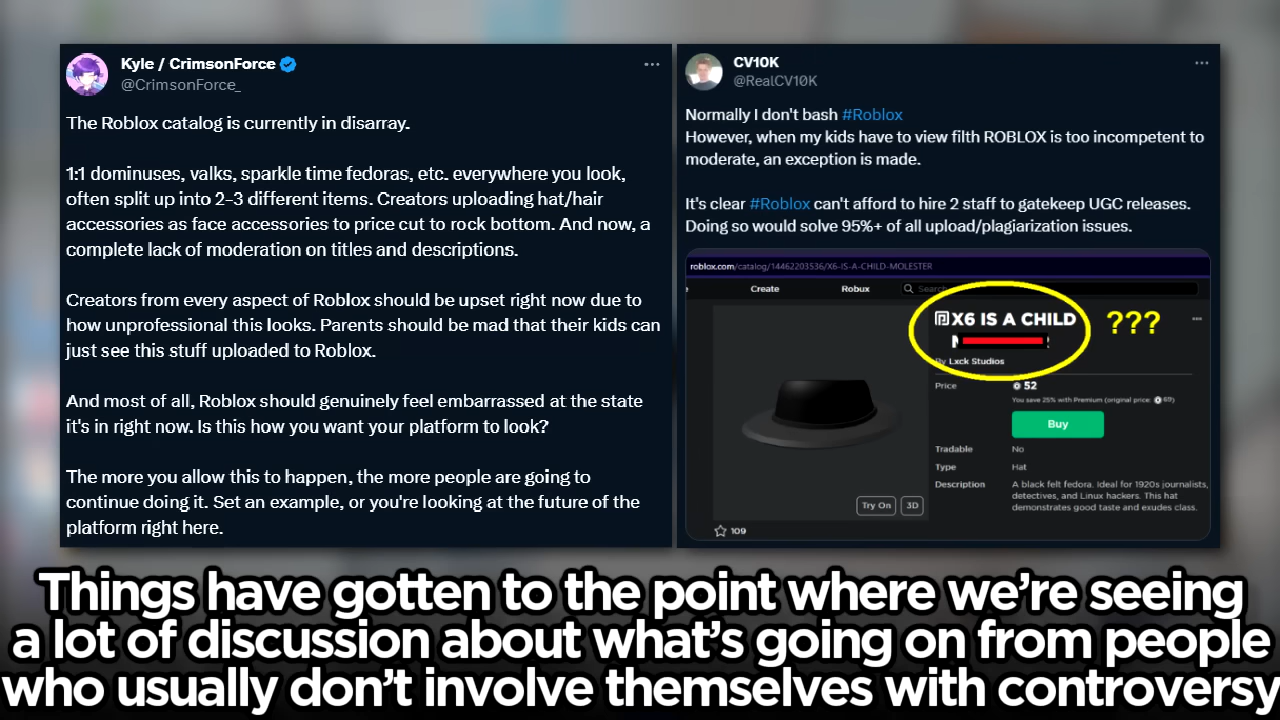 Kyle / CrimsonForce
@CrimsonForce_
The Roblox catalog is currently in disarray.
1:1 dominuses, valks, sparkle time fedoras, etc. everywhere you look,
often split up into 2-3 different items. Creators uploading hat/hair
accessories as face accessories to price cut to rock bottom. And now, a
complete lack of moderation on titles and descriptions.
Creators from every aspect of Roblox should be upset right now due to
how unprofessional this looks. Parents should be mad that their kids can
just see this stuff uploaded to Roblox.
And most of all, Roblox should genuinely feel embarrassed at the state
it's in right now. Is this how you want your platform to look?
The more you allow this to happen, the more people are going to
continue doing it. Set an example, or you're looking at the future of the
platform right here.
CV10K
@RealCV10K
Normally I don't bash #Roblox
However, when my kids have to view filth ROBLOX is too incompetent to
moderate, an exception is made.
It's clear #Roblox can't afford to hire 2 staff to gatekeep UGC releases.
Doing so would solve 95%+ of all upload/plagiarization issues.
roblox.com/catalog/14462203536/X6-IS-A-CHILD-MOLESTER
Create Robux Search
X6 IS A CHILD ???
By Lxck Studios
Price 52
You save 25% with Premium (original price: 69)
Buy
Tradable No
Type Hat
Description A black felt fedora. Ideal for 1920s journalists,
detectives, and Linux hackers. This hat
demonstrates good taste and exudes class.
Try On 3D
109
Things have gotten to the point where we're seeing
a lot of discussion about what's going on from people
who usually don't involve themselves with controversy